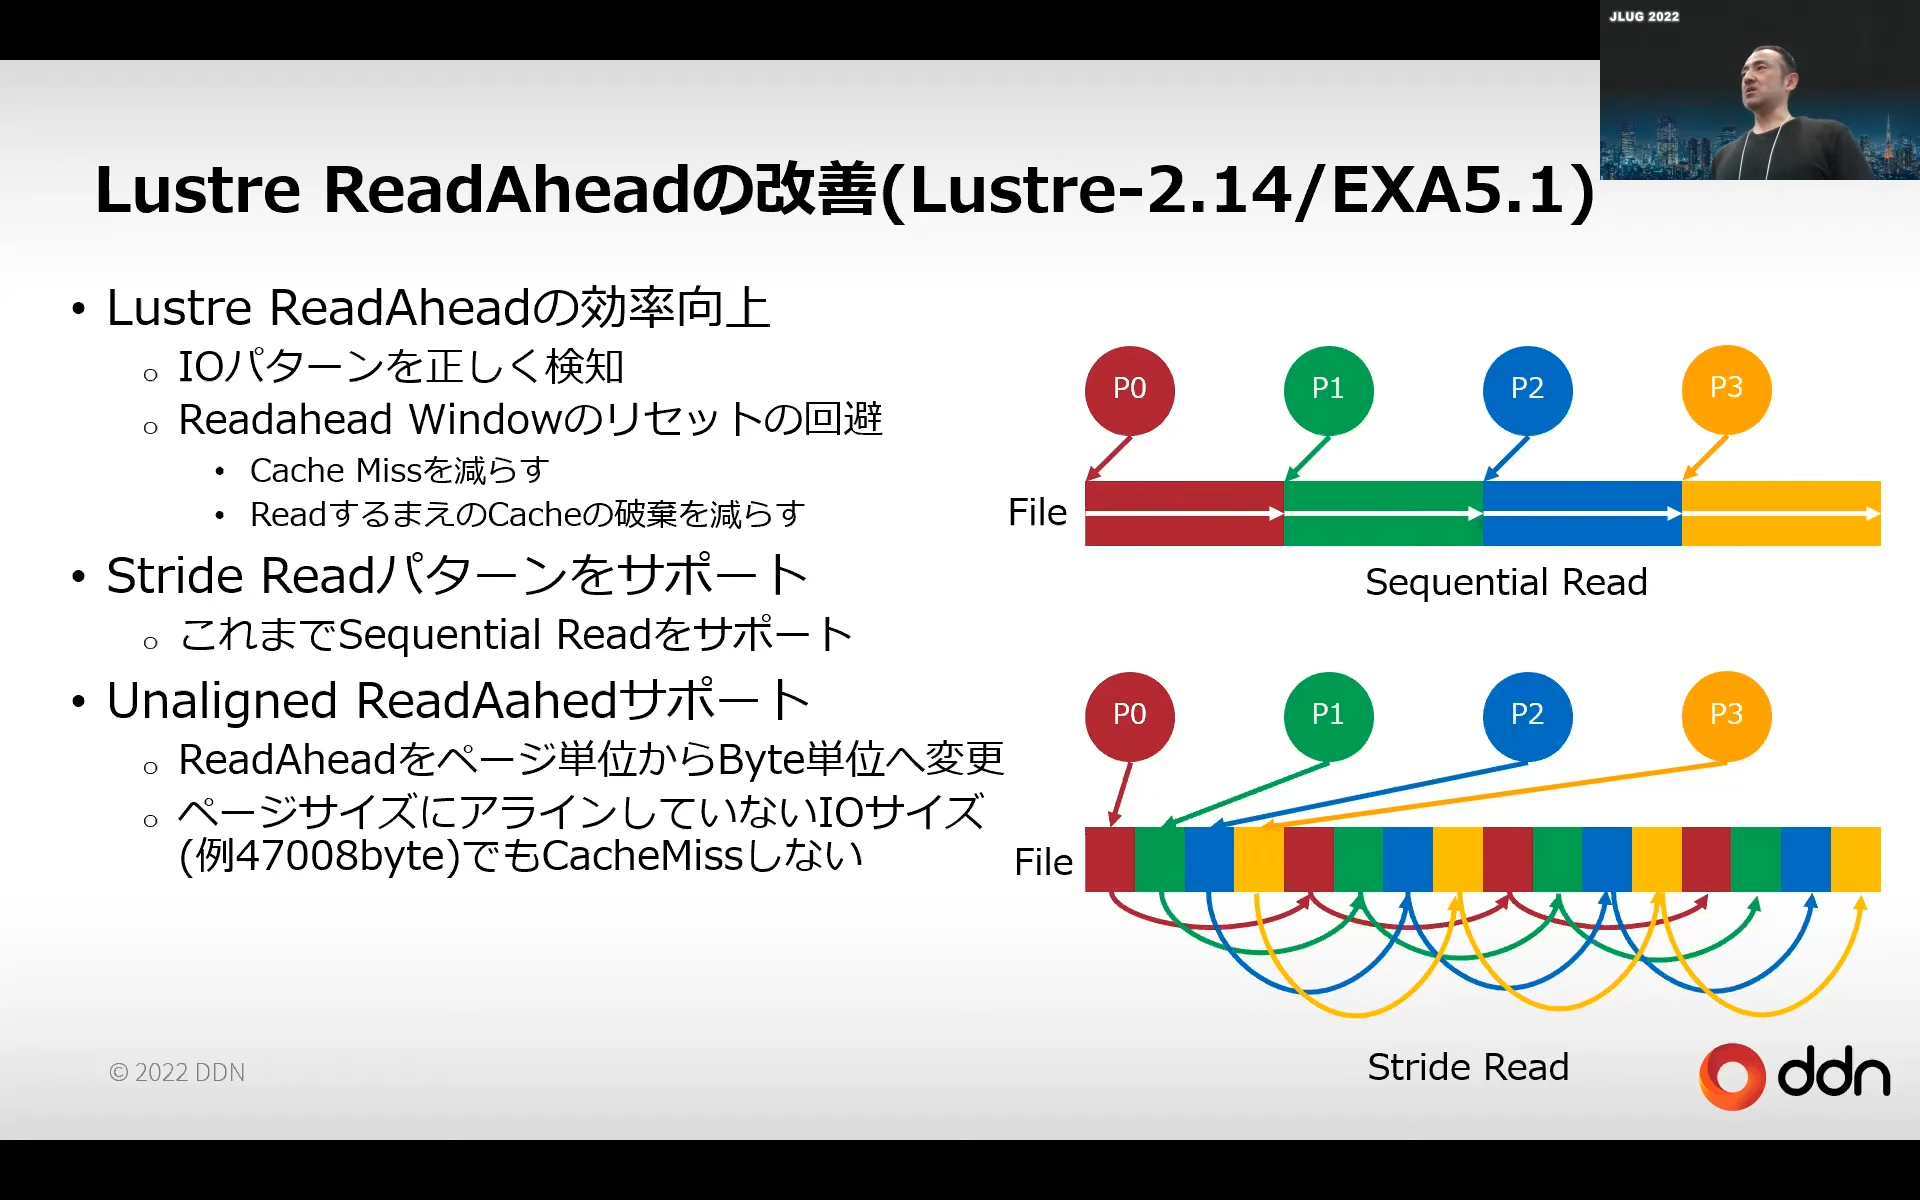 JLUG 2022
Lustre ReadAheadの改善(Lustre-2.14/EXA5.1)
• Lustre ReadAheadの効率向上
o IOパターンを正しく検知
o Readahead Windowのリセットの回避
• Cache Missを減らす
• ReadするまえのCacheの破棄を減らす
• Stride Readパターンをサポート
o これまでSequential Readをサポート
• Unaligned ReadAahedサポート
o ReadAheadをページ単位からByte単位へ変更
o ページサイズにアラインしていないIOサイズ
(例47008byte)でもCacheMissしない
P0 P1 P2 P3
File
Sequential Read
P0 P1 P2 P3
File
Stride Read
© 2022 DDN
ddn